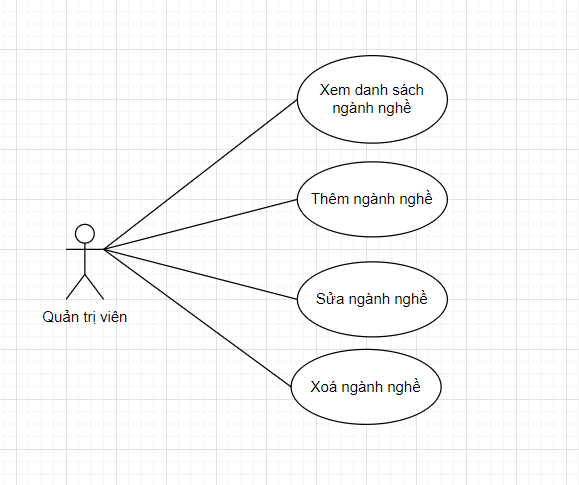 Xem danh sách
ngành nghề
Thêm ngành nghề
Sửa ngành nghề
Quản trị viên
Xoá ngành nghề